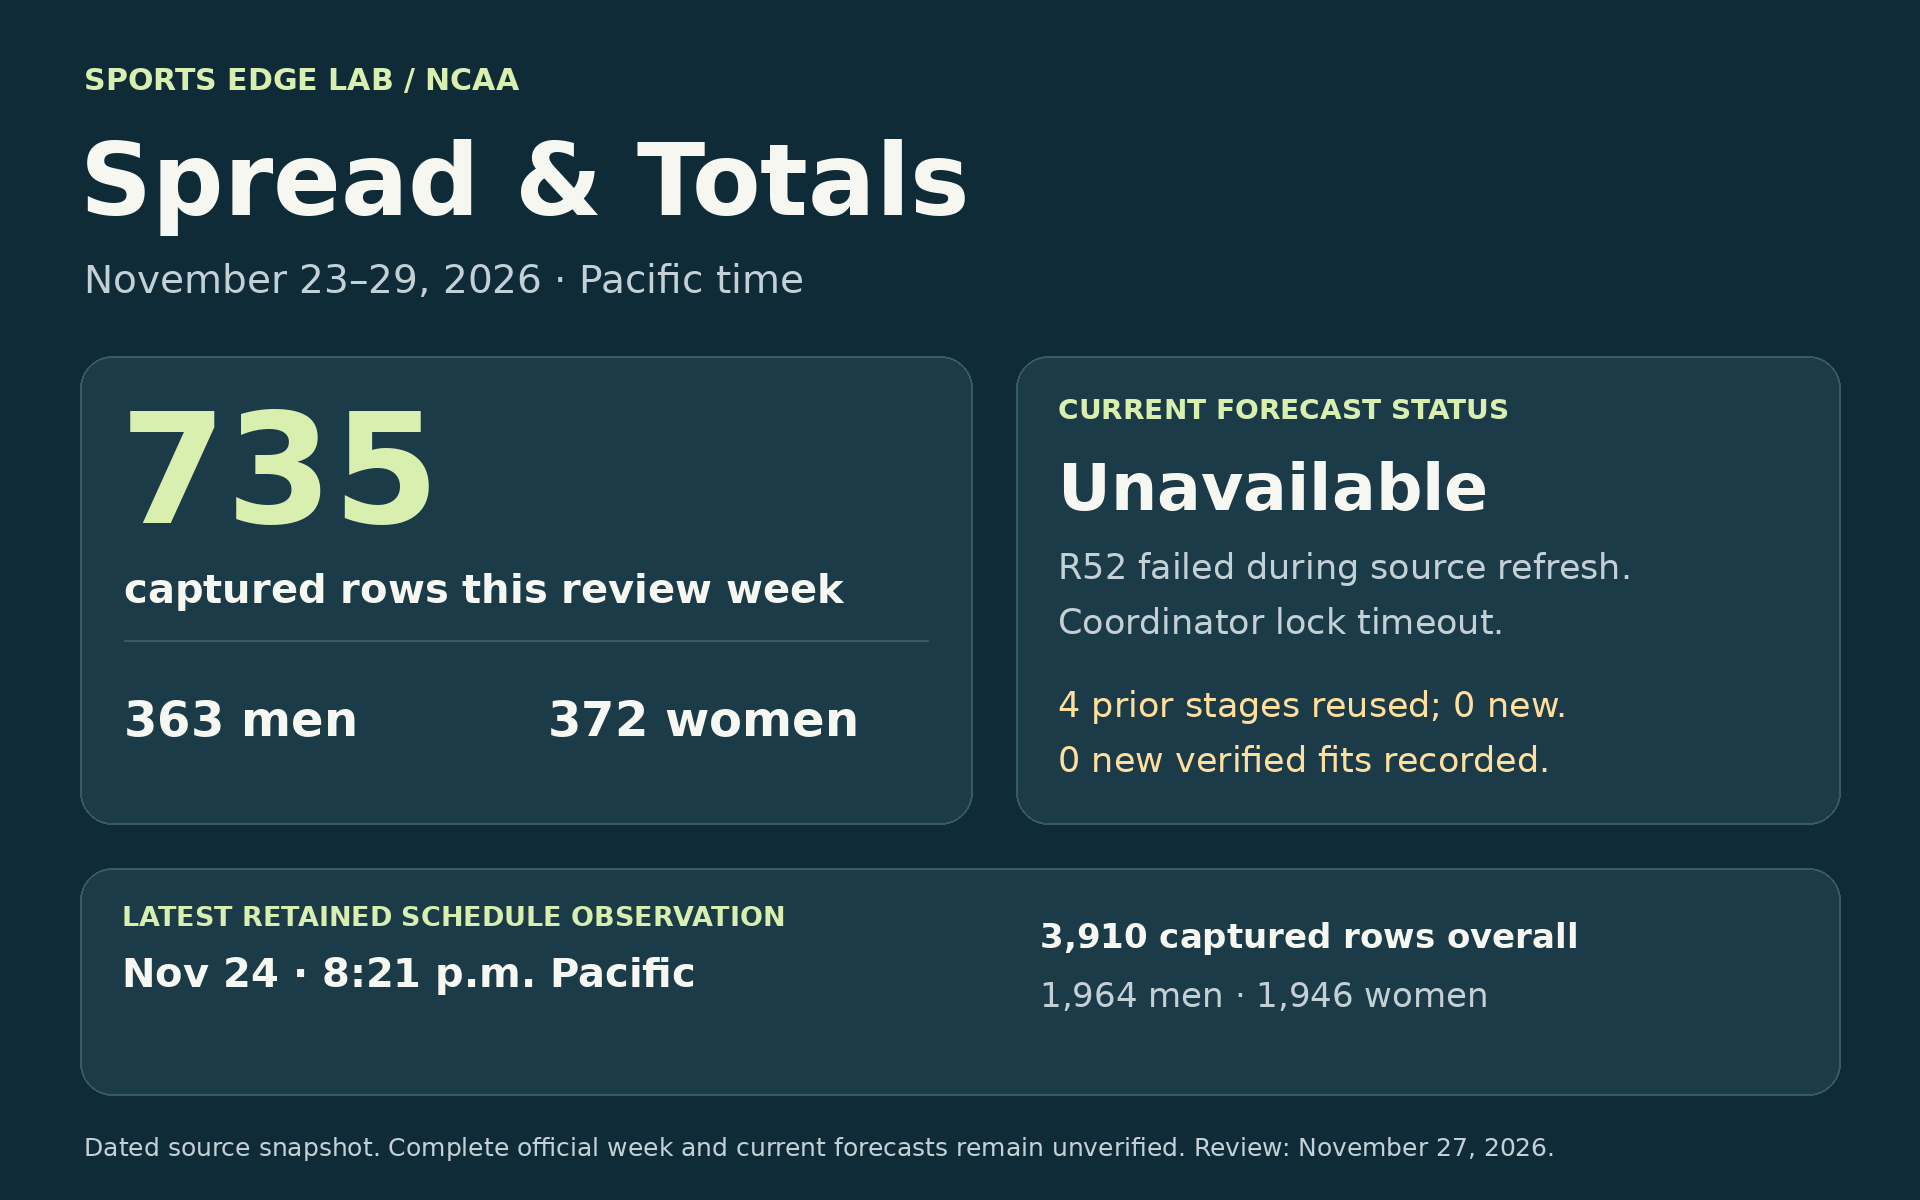 SPORTS EDGE LAB / NCAA
Spread & Totals
November 23–29, 2026 · Pacific time
735
captured rows this review week
363 men
372 women
CURRENT FORECAST STATUS
Unavailable
R52 failed during source refresh.
Coordinator lock timeout.
4 prior stages reused; 0 new.
0 new verified fits recorded.
LATEST RETAINED SCHEDULE OBSERVATION
Nov 24 · 8:21 p.m. Pacific
3,910 captured rows overall
1,964 men · 1,946 women
Dated source snapshot. Complete official week and current forecasts remain unverified. Review: November 27, 2026.